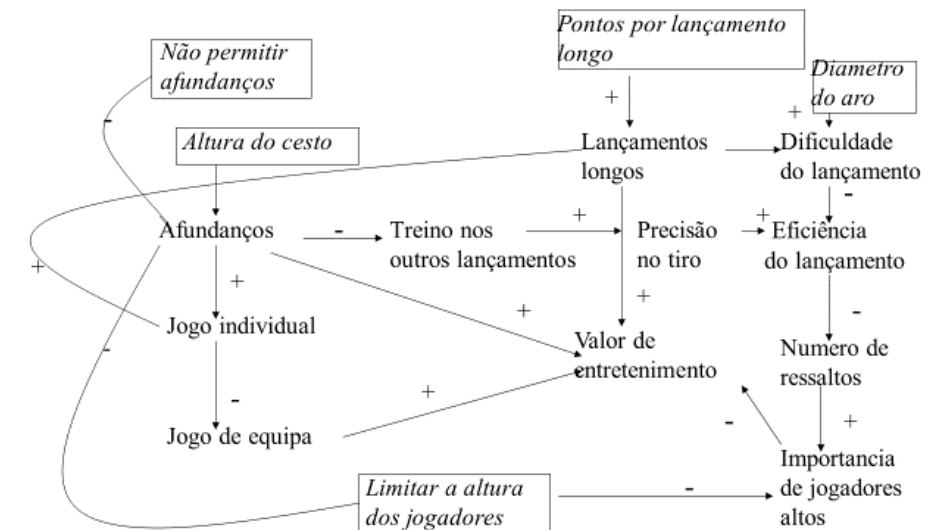 Pontos por lançamento
longo
Não permitir
afundanços
Diametro
do aro
+
+
-
Altura do cesto
Lançamentos
longos
Dificuldade
do lançamento
-
Afundanços
-
Treino nos
outros lançamentos
+
Precisão
no tiro
+
Eficiência
do lançamento
+
+
+
+
-
Jogo individual
Valor de
entretenimento
Numero de
ressaltos
-
-
+
-
+
Jogo de equipa
Importancia
de jogadores
altos
Limitar a altura
dos jogadores
-